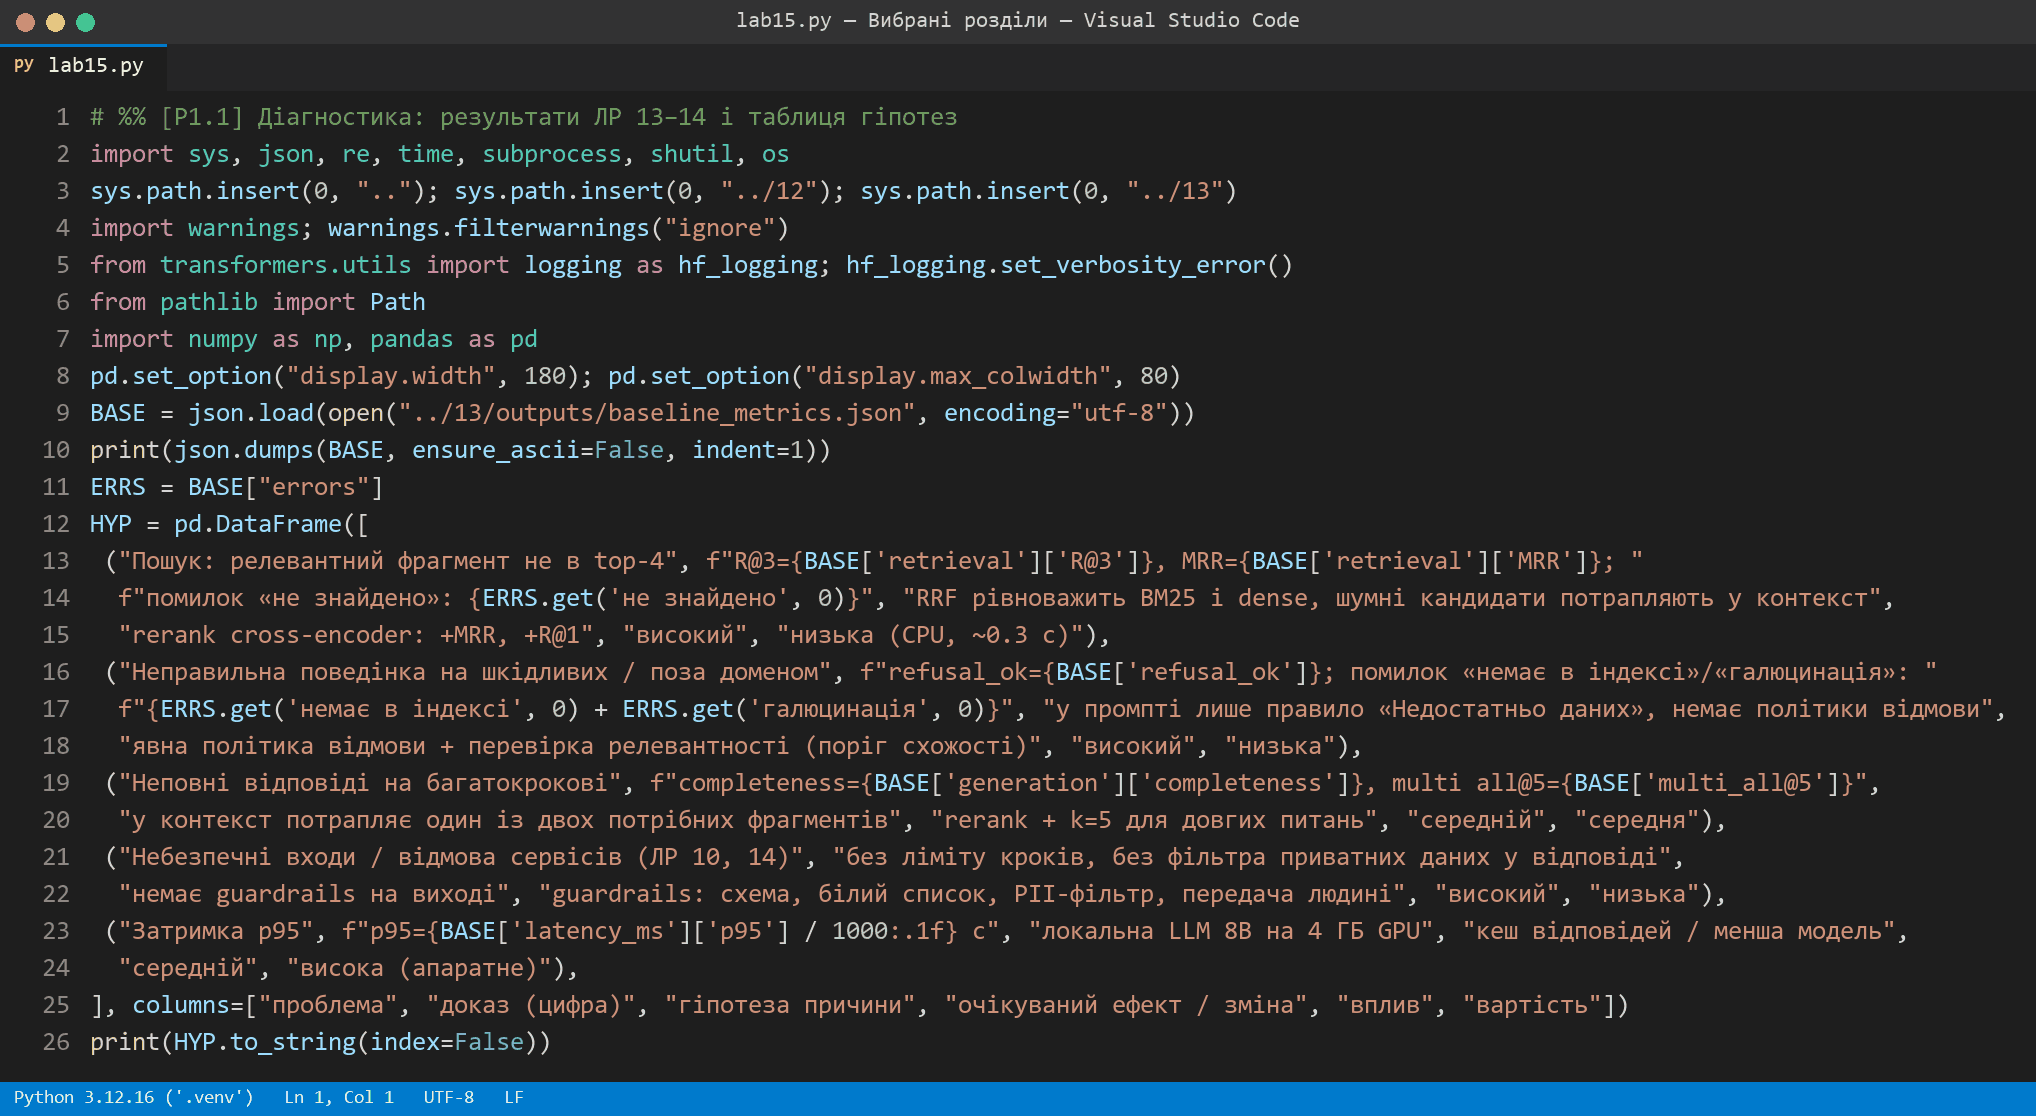 lab15.py — Вибрані розділи — Visual Studio Code
py lab15.py
1 # %% [P1.1] Діагностика: результати ЛР 13–14 і таблиця гіпотез
2 import sys, json, re, time, subprocess, shutil, os
3 sys.path.insert(0, ".."); sys.path.insert(0, "../12"); sys.path.insert(0, "../13")
4 import warnings; warnings.filterwarnings("ignore")
5 from transformers.utils import logging as hf_logging; hf_logging.set_verbosity_error()
6 from pathlib import Path
7 import numpy as np, pandas as pd
8 pd.set_option("display.width", 180); pd.set_option("display.max_colwidth", 80)
9 BASE = json.load(open("../13/outputs/baseline_metrics.json", encoding="utf-8"))
10 print(json.dumps(BASE, ensure_ascii=False, indent=1))
11 ERRS = BASE["errors"]
12 HYP = pd.DataFrame([
13  ("Пошук: релевантний фрагмент не в top-4", f"R@3={BASE['retrieval']['R@3']}, MRR={BASE['retrieval']['MRR']}; "
14   f"помилок «не знайдено»: {ERRS.get('не знайдено', 0)}", "RRF рівноважить BM25 і dense, шумні кандидати потрапляють у контекст",
15   "rerank cross-encoder: +MRR, +R@1", "високий", "низька (CPU, ~0.3 с)"),
16  ("Неправильна поведінка на шкідливих / поза доменом", f"refusal_ok={BASE['refusal_ok']}; помилок «немає в індексі»/«галюцинація»: "
17   f"{ERRS.get('немає в індексі', 0) + ERRS.get('галюцинація', 0)}", "у промпті лише правило «Недостатньо даних», немає політики відмови",
18   "явна політика відмови + перевірка релевантності (поріг схожості)", "високий", "низька"),
19  ("Неповні відповіді на багатокрокові", f"completeness={BASE['generation']['completeness']}, multi all@5={BASE['multi_all@5']}",
20   "у контекст потрапляє один із двох потрібних фрагментів", "rerank + k=5 для довгих питань", "середній", "середня"),
21  ("Небезпечні входи / відмова сервісів (ЛР 10, 14)", "без ліміту кроків, без фільтра приватних даних у відповіді",
22   "немає guardrails на виході", "guardrails: схема, білий список, PII-фільтр, передача людині", "високий", "низька"),
23  ("Затримка p95", f"p95={BASE['latency_ms']['p95'] / 1000:.1f} с", "локальна LLM 8B на 4 ГБ GPU", "кеш відповідей / менша модель",
24   "середній", "висока (апаратне)"),
25 ], columns=["проблема", "доказ (цифра)", "гіпотеза причини", "очікуваний ефект / зміна", "вплив", "вартість"])
26 print(HYP.to_string(index=False))
Python 3.12.16 ('.venv') Ln 1, Col 1 UTF-8 LF